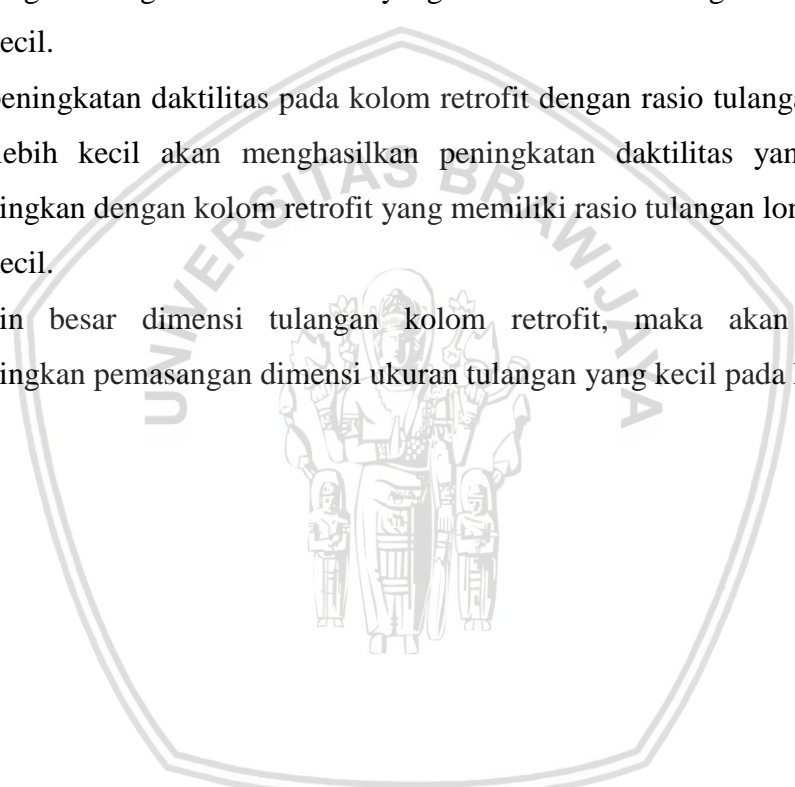 ecil.
peningkatan daktilitas pada kolom retrofit dengan rasio tulanga
lebih kecil akan menghasilkan peningkatan daktilitas yan
ingkan dengan kolom retrofit yang memiliki rasio tulangan lon
ecil.
in besar dimensi tulangan kolom retrofit, maka akan
ingkan pemasangan dimensi ukuran tulangan yang kecil pada
UNIVERSITAS BRAWIJAYA